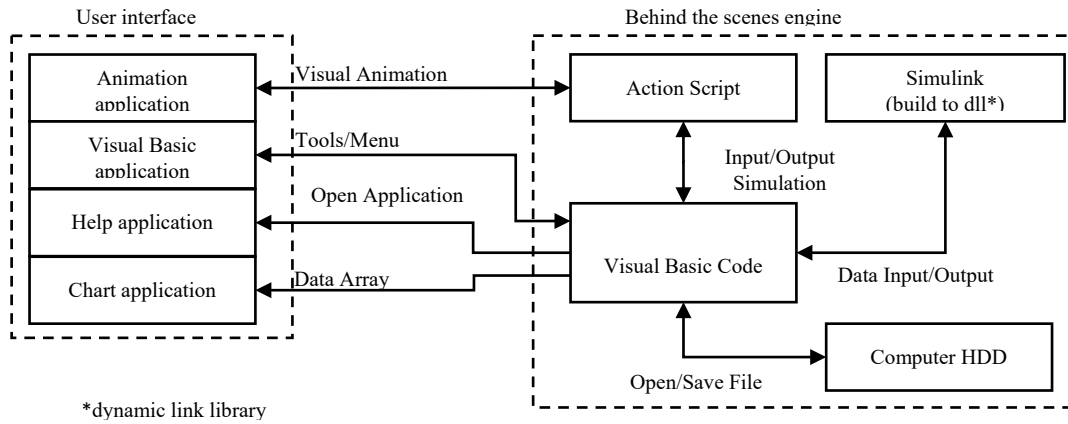 User interface
Behind the scenes engine
Animation
application
Visual Animation
Action Script
Simulink
(build to dll*)
Visual Basic
application
Tools/Menu
Input/Output
Simulation
Help application
Open Application
Visual Basic Code
Chart application
Data Array
Data Input/Output
Computer HDD
Open/Save File
*dynamic link library